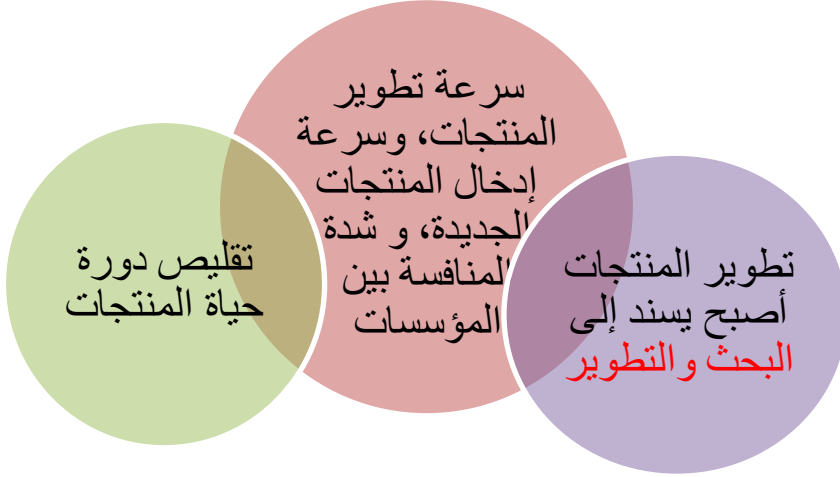 تطوير المنتجات
أصبح يسند إلى
البحث والتطوير
سرعة تطوير
المنتجات، وسرعة
إدخال المنتجات
الجديدة، و شدة
المنافسة بين
المؤسسات
تقليص دورة
حياة المنتجات